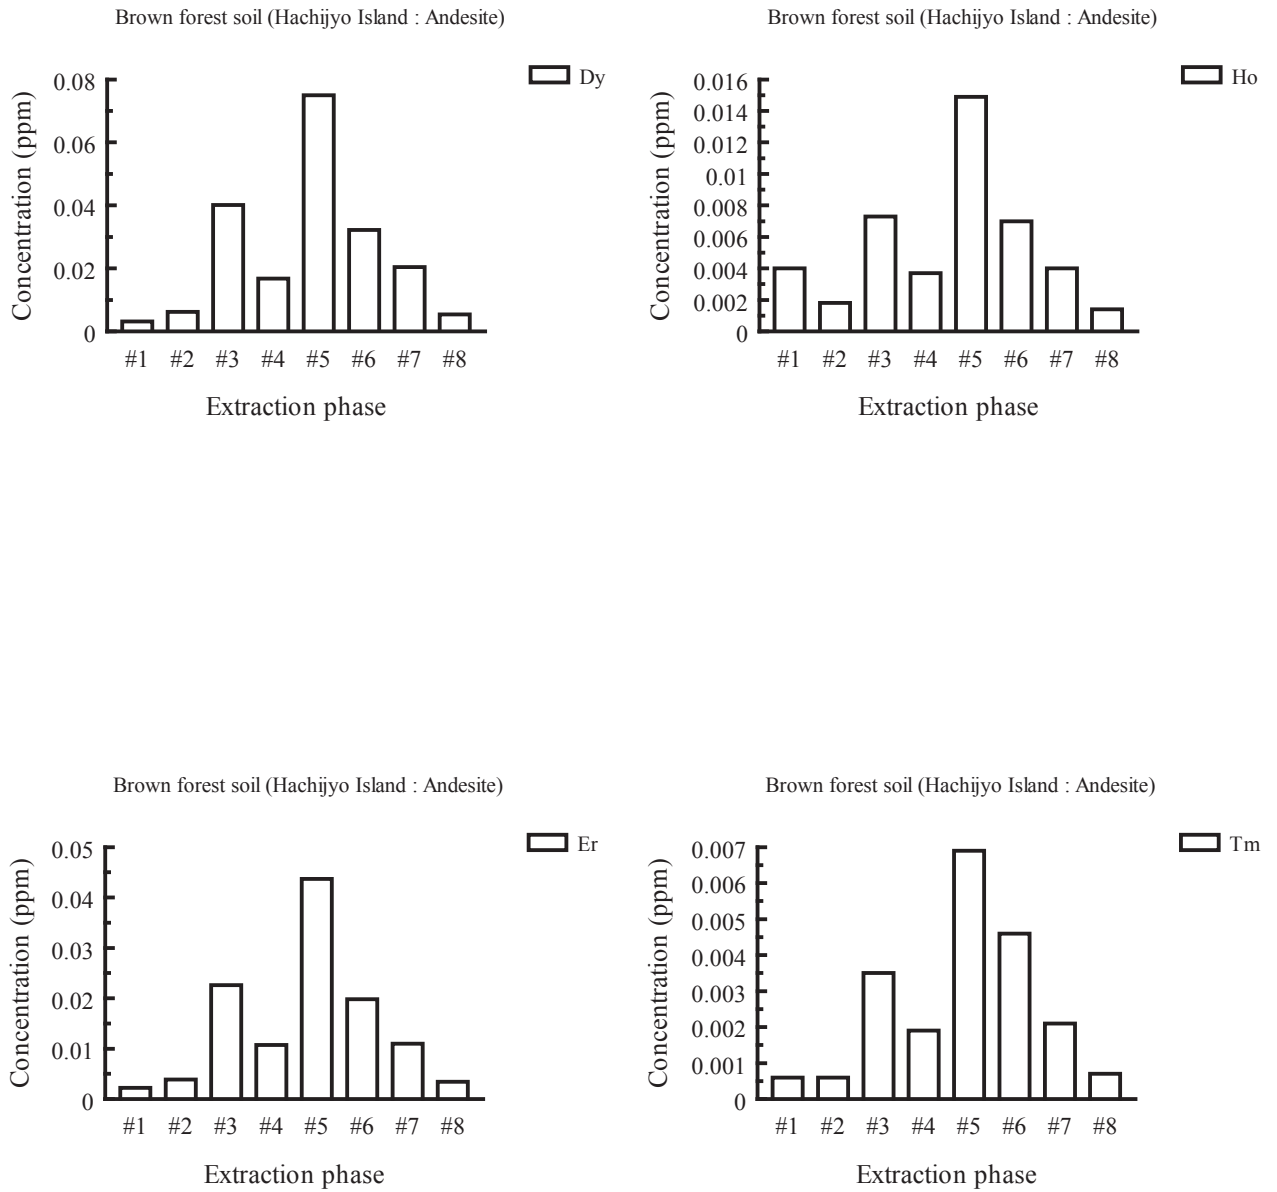 Brown forest soil (Hachijyo Island : Andesite)
Dy
Concentration (ppm)
0.08
0.06
0.04
0.02
0
#1 #2 #3 #4 #5 #6 #7 #8
Extraction phase
Brown forest soil (Hachijyo Island : Andesite)
Ho
Concentration (ppm)
0.016
0.014
0.012
0.01
0.008
0.006
0.004
0.002
0
#1 #2 #3 #4 #5 #6 #7 #8
Extraction phase
Brown forest soil (Hachijyo Island : Andesite)
Er
Concentration (ppm)
0.05
0.04
0.03
0.02
0.01
0
#1 #2 #3 #4 #5 #6 #7 #8
Extraction phase
Brown forest soil (Hachijyo Island : Andesite)
Tm
Concentration (ppm)
0.007
0.006
0.005
0.004
0.003
0.002
0.001
0
#1 #2 #3 #4 #5 #6 #7 #8
Extraction phase